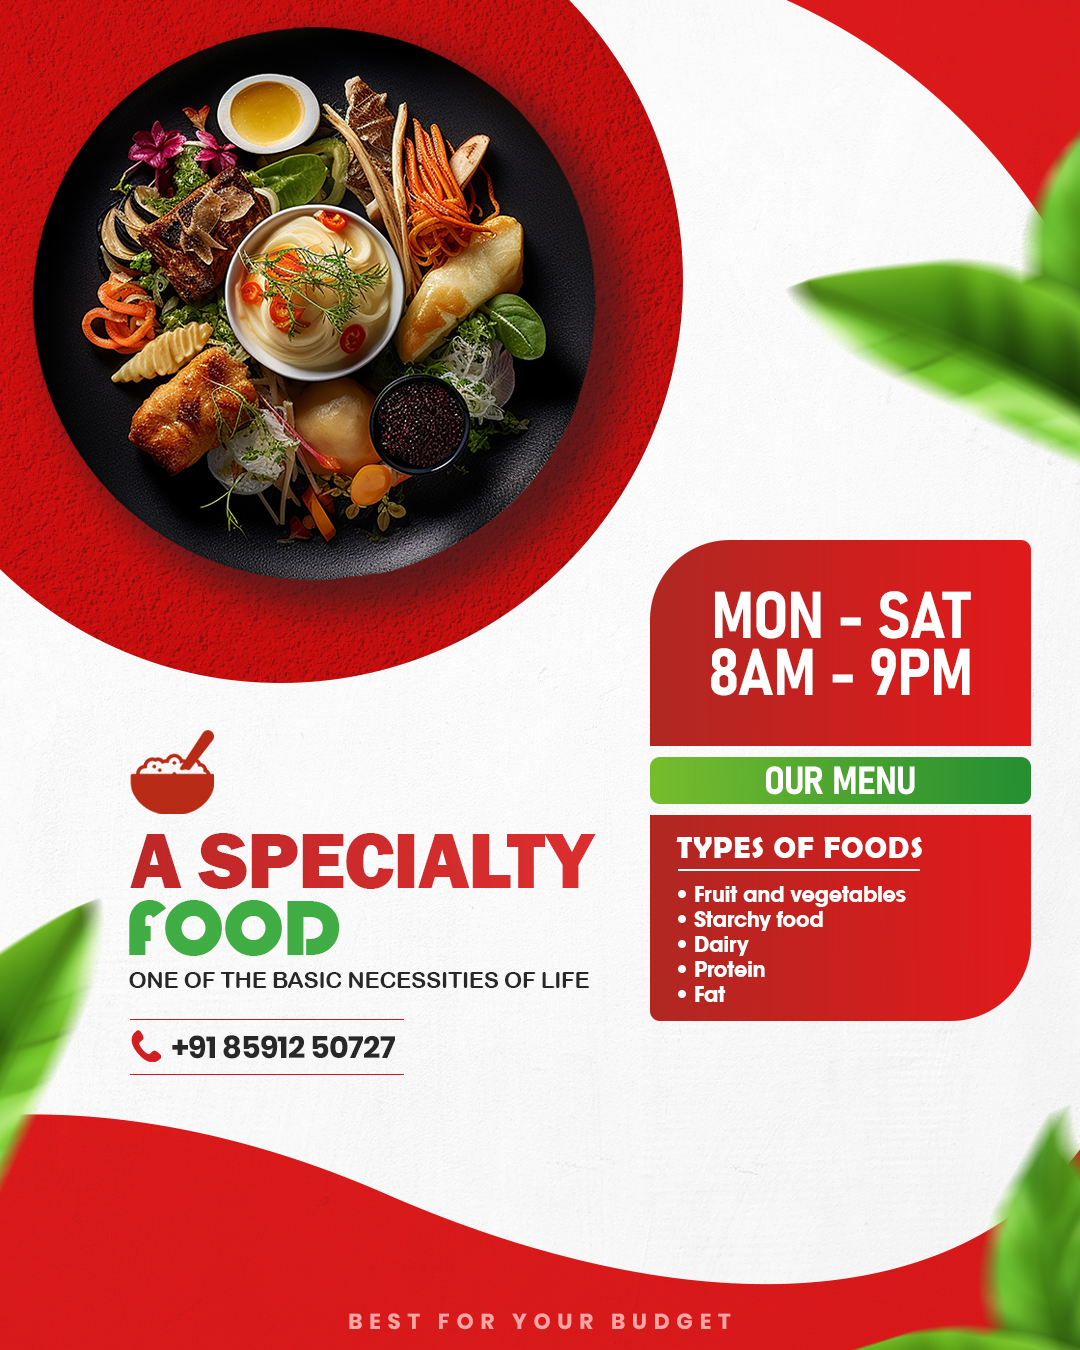 MON - SAT
8AM - 9PM
OUR MENU
TYPES OF FOODS
• Fruit and vegetables
• Starchy food
• Dairy
• Protein
• Fat
A SPECIALTY
FOOD
ONE OF THE BASIC NECESSITIES OF LIFE
+91 85912 50727
BEST FOR YOUR BUDGET